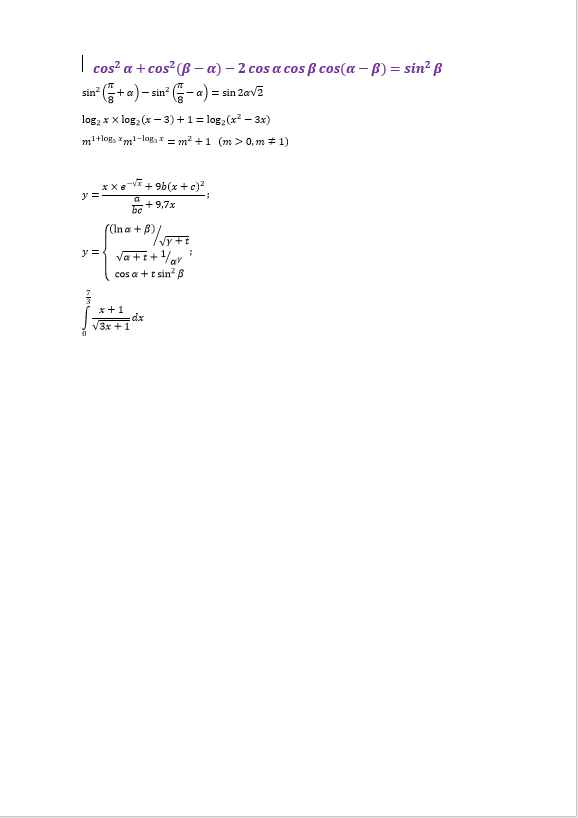 cos² α + cos²(β − α) − 2 cos α cos β cos(α − β) = sin² β
sin² (π/8 + α) − sin² (π/8 − α) = sin 2α√2
log₂ x × log₂(x − 3) + 1 = log₂(x² − 3x)
m^(1+log₃ x) m^(1−log₃ x) = m² + 1 (m > 0, m ≠ 1)
y = (x × e^(−√x) + 9b(x + c)²) / (a/bc + 9,7x) ;
y = { (ln α + β)/√(γ + t)
√(α + t) + 1/α^γ ;
cos α + t sin² β
∫₀^(7/3) (x + 1)/√(3x + 1) dx